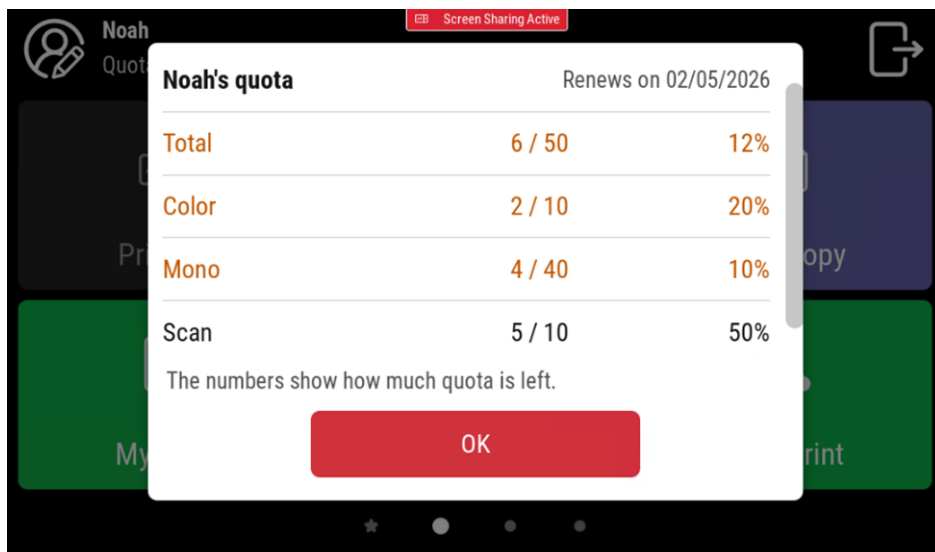 Screen Sharing Active
Noah
Noah's quota Renews on 02/05/2026
Total 6 / 50 12%
Color 2 / 10 20%
Mono 4 / 40 10%
Scan 5 / 10 50%
The numbers show how much quota is left.
OK